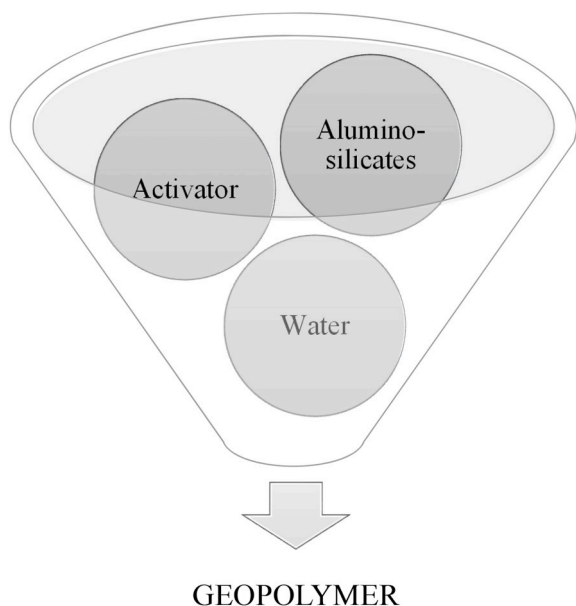 Alumino-
silicates
Activator
Water
GEOPOLYMER